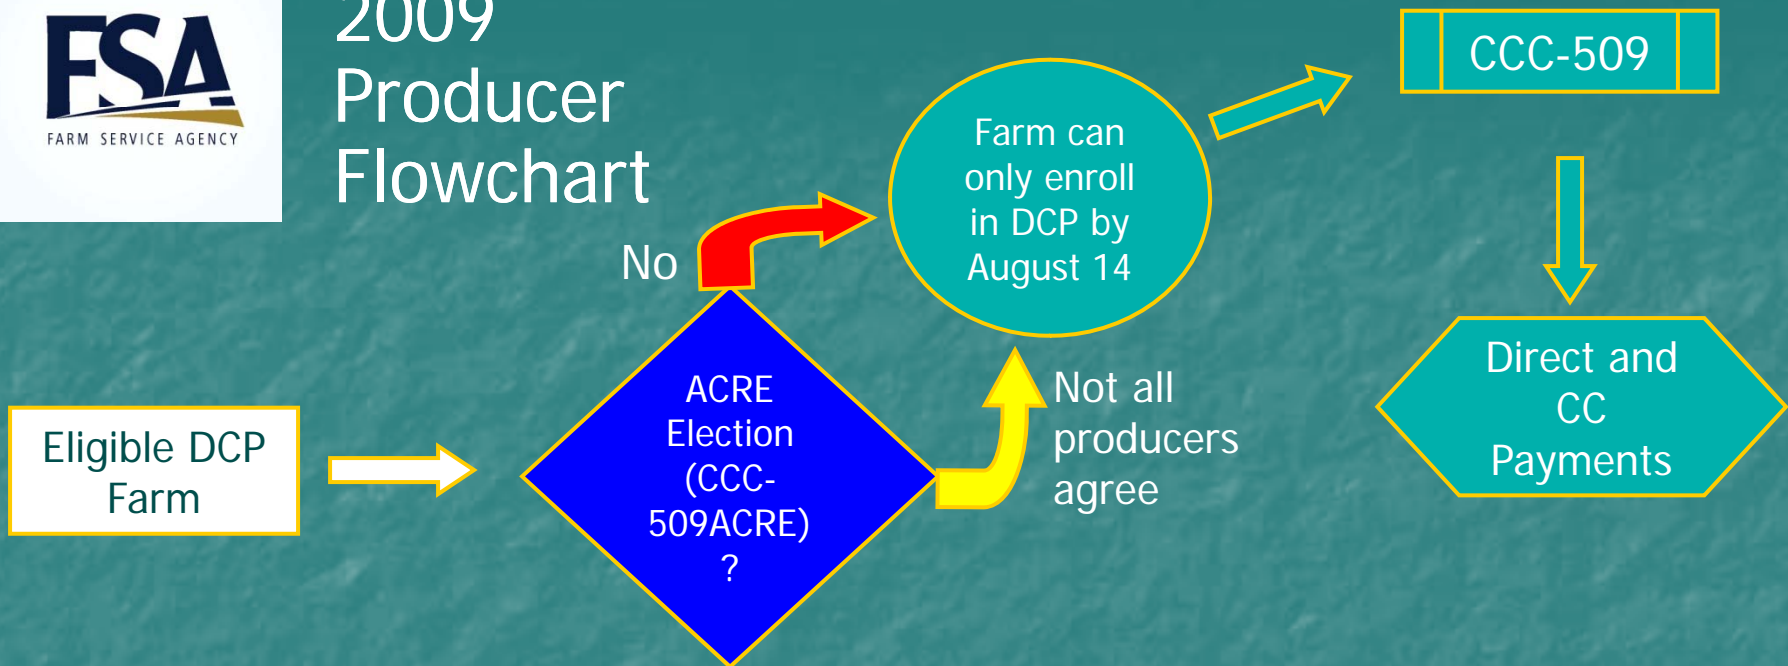 FSA
FARM SERVICE AGENCY
2009
Producer
Flowchart
No
Farm can
only enroll
in DCP by
August 14
CCC-509
Eligible DCP
Farm
ACRE
Election
(CCC-
509ACRE)
?
Not all
producers
agree
Direct and
CC
Payments